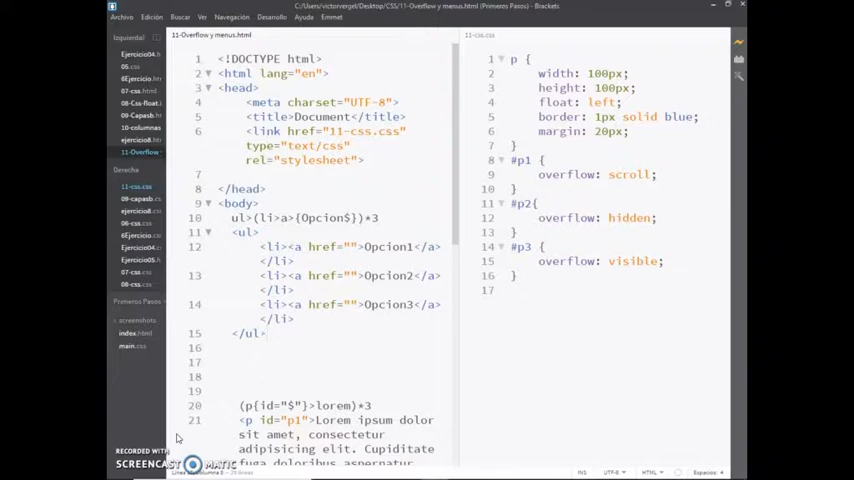 C:/Users/victorvergel/Desktop/CSS/11-Overflow y menus.html (Primeros Pasos) - Brackets
Archivo Edición Buscar Ver Navegación Desarrollo Ayuda Emmet
Izquierda
Ejercicio04.h
05.css
6Ejercicio.ht
07-css.html
08-Css-float.
09-Capasb.ht
10-columnas
ejercicio8.ht
11-Overflow
Derecha
11-css.css
09-capasb.cs
ejercicio8.cs
06-css.css
Ejercicio04.c
Ejercicio05.h
07-css.css
08-css.css
Primeros Pasos
screenshots
index.html
main.css
11-Overflow y menus.html
1 <!DOCTYPE html>
2 <html lang="en">
3 <head>
4 <meta charset="UTF-8">
5 <title>Document</title>
6 <link href="11-css.css"
type="text/css"
rel="stylesheet">
7
8 </head>
9 <body>
10 ul>(li>a>{Opcion$})*3
11 <ul>
12 <li><a href="">Opcion1</a>
</li>
13 <li><a href="">Opcion2</a>
</li>
14 <li><a href="">Opcion3</a>
</li>
15 </ul>
16
17
18
19
20 (p{id="$"}>lorem)*3
21 <p id="p1">Lorem ipsum dolor
sit amet, consectetur
adipisicing elit. Cupiditate
fuga doloribus aspernatur
11-css.css
1 p {
2 width: 100px;
3 height: 100px;
4 float: left;
5 border: 1px solid blue;
6 margin: 20px;
7 }
8 #p1 {
9 overflow: scroll;
10 }
11 #p2{
12 overflow: hidden;
13 }
14 #p3 {
15 overflow: visible;
16 }
17
RECORDED WITH
SCREENCAST MATIC
INS UTF-8 HTML Espacios: 4